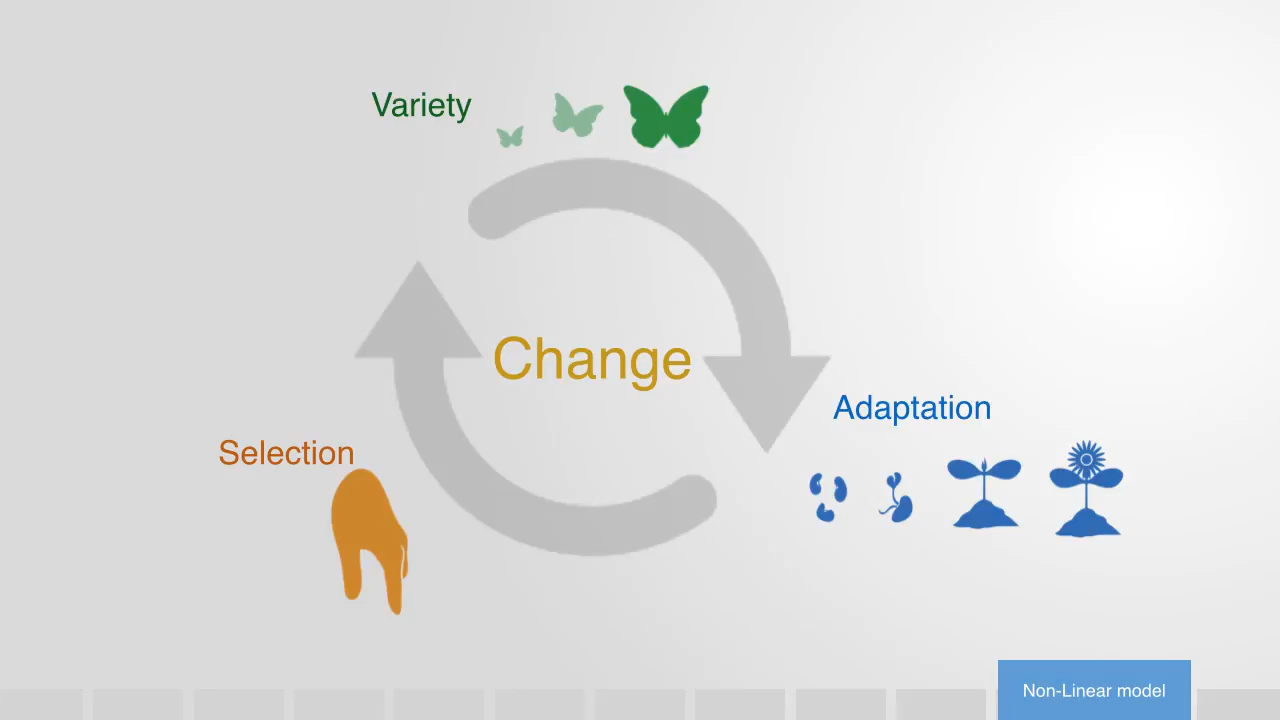 Variety
Change
Adaptation
Selection
Non-Linear model